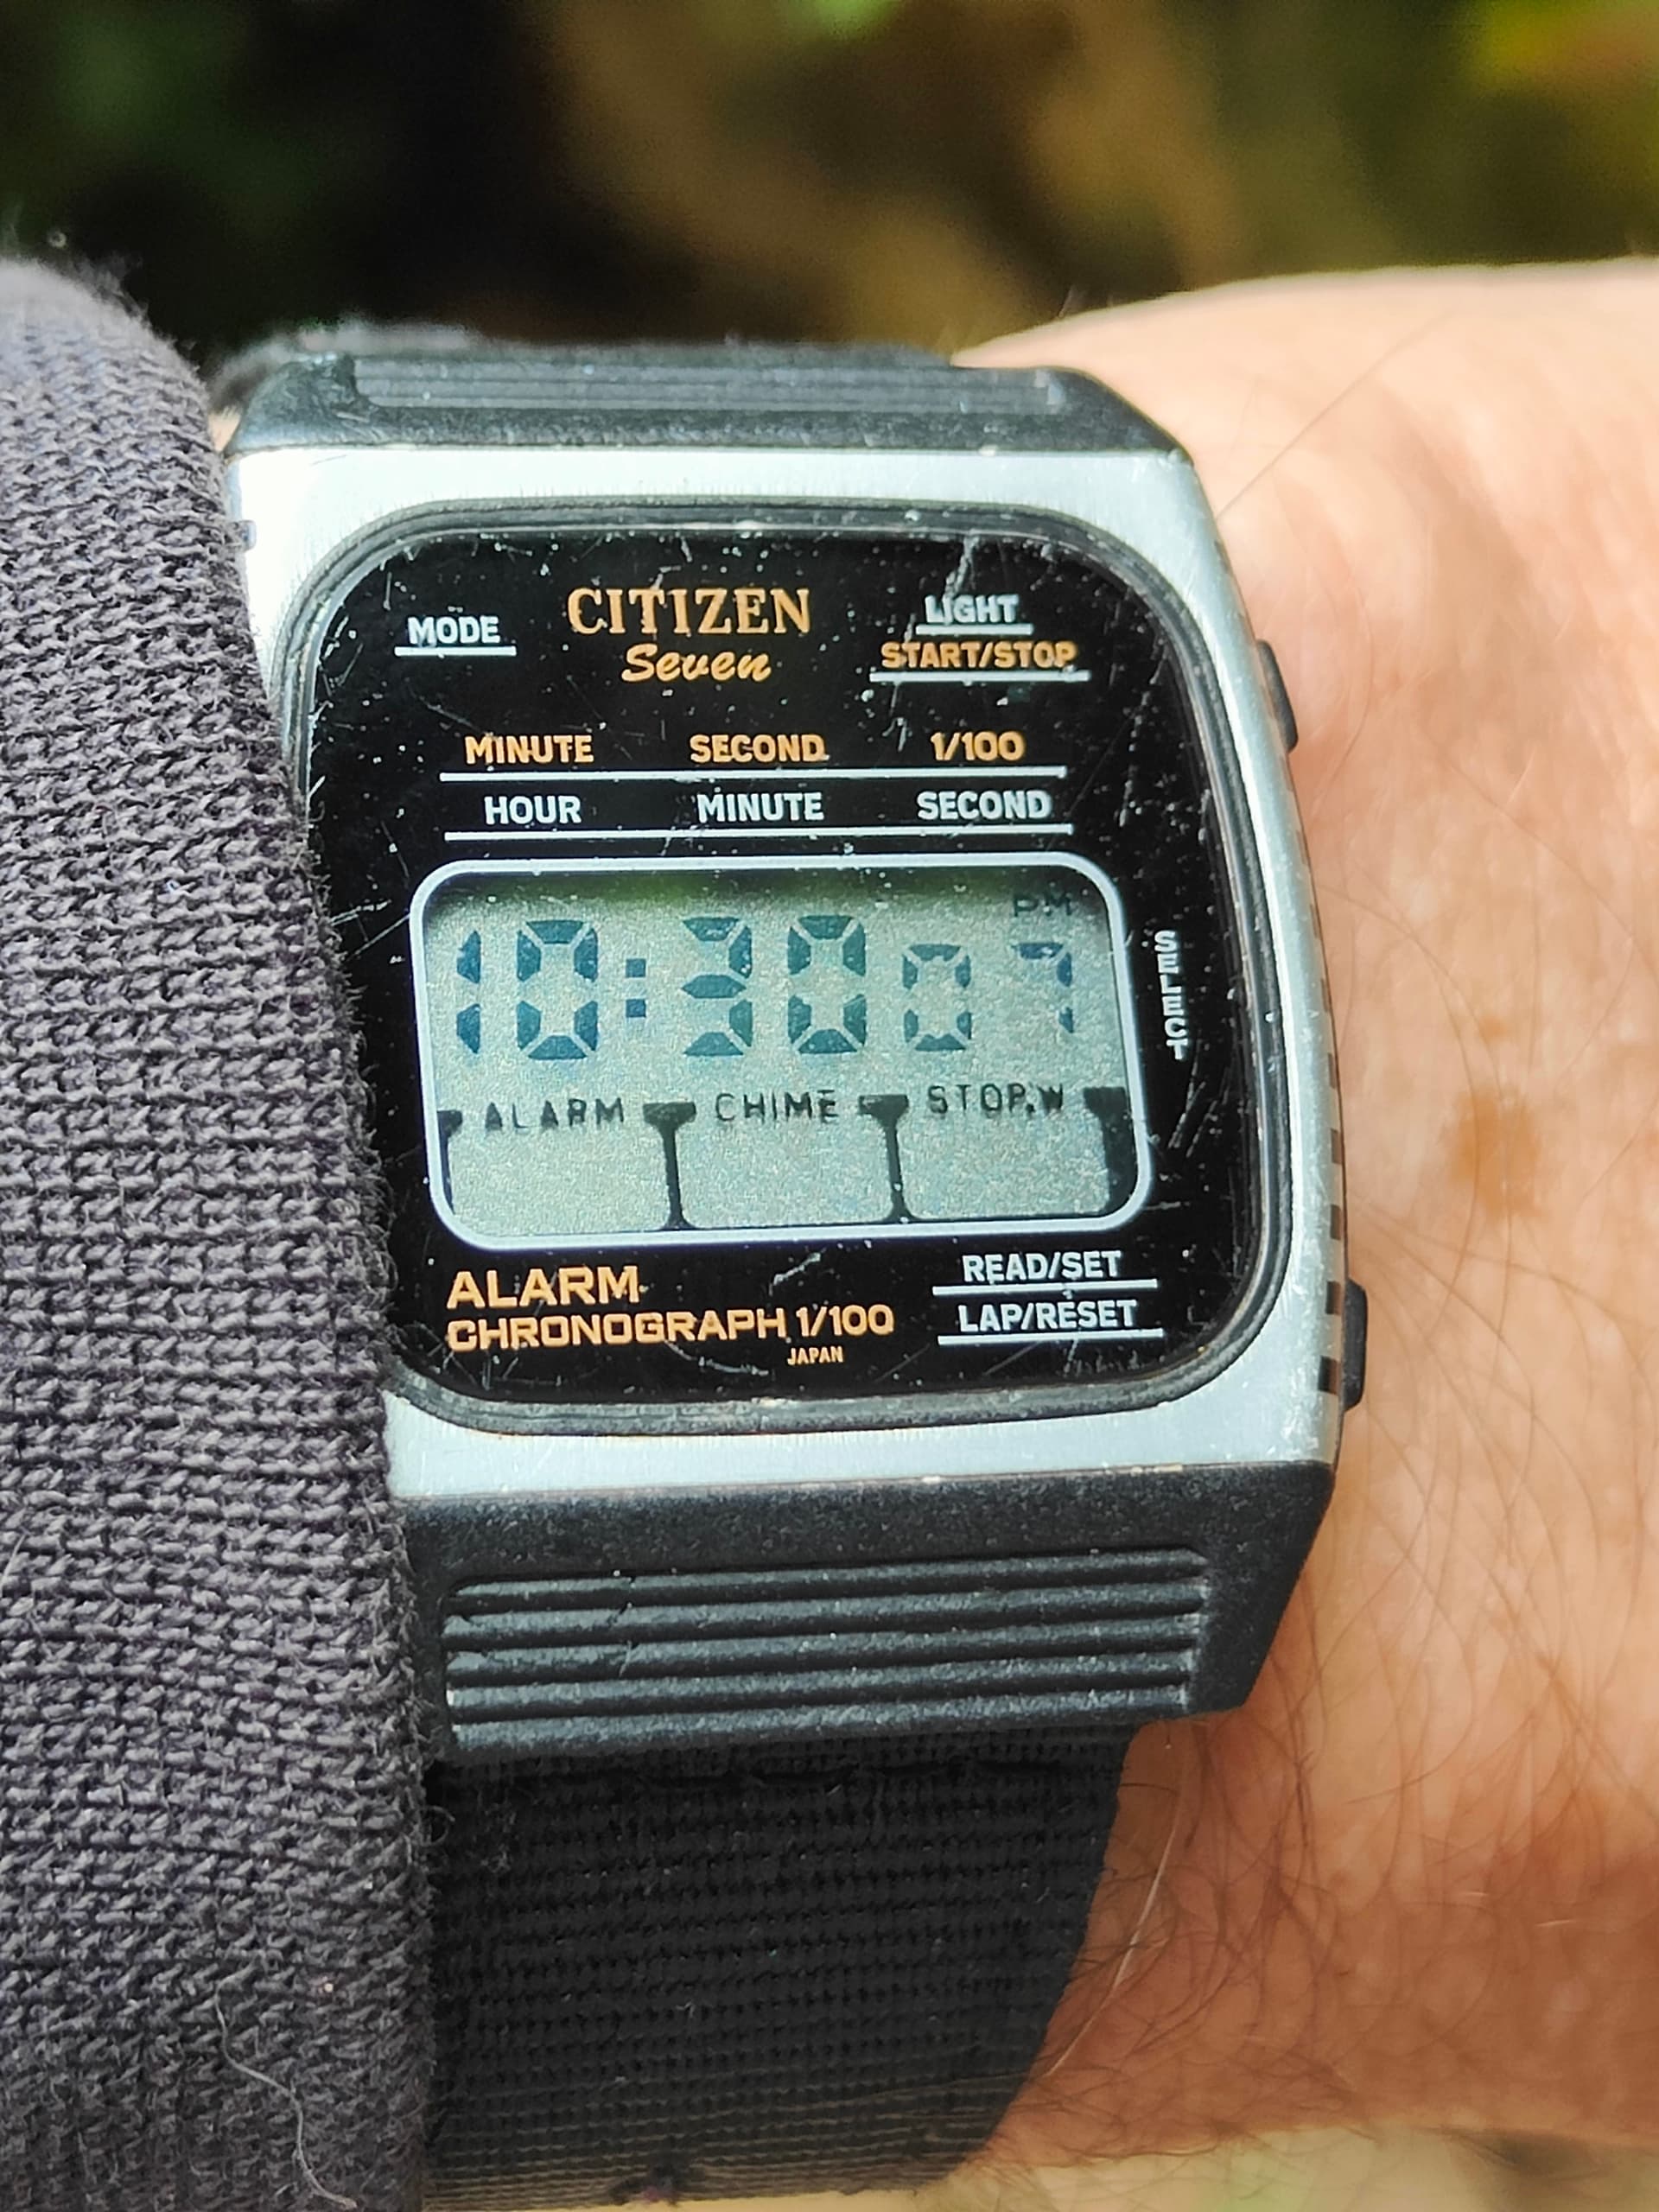 CITIZEN
Seven
MODE
LIGHT
START/STOP
MINUTE SECOND 1/100
HOUR MINUTE SECOND
PM
10:30 07
SELECT
ALARM CHIME STOP.W
ALARM
CHRONOGRAPH 1/100
JAPAN
READ/SET
LAP/RESET